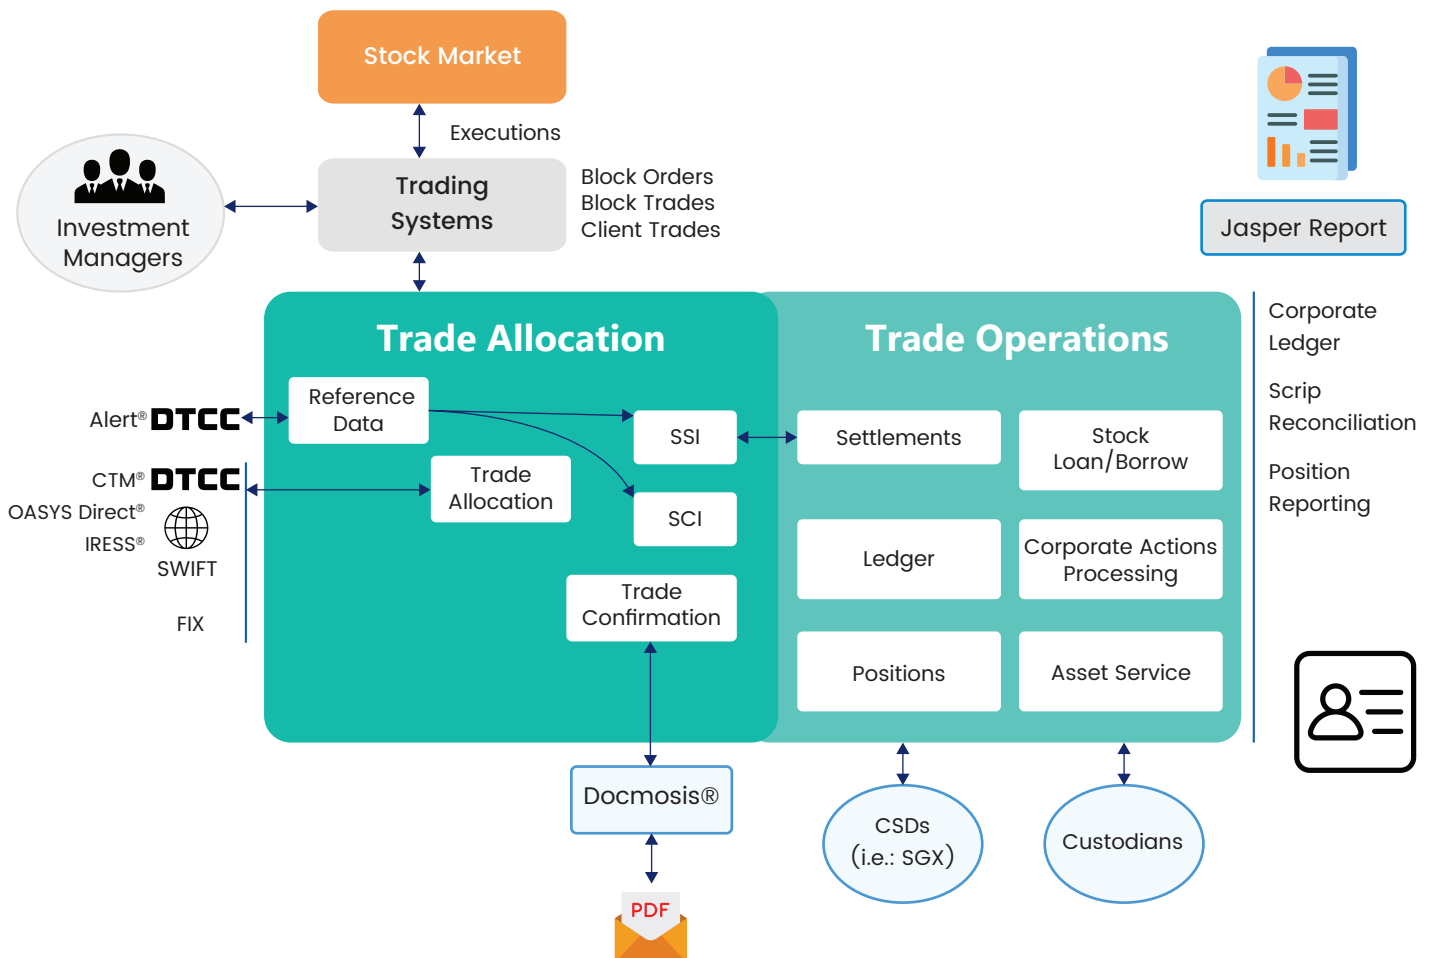 Stock Market
Executions
Trading
Systems
Block Orders
Block Trades
Client Trades
Investment
Managers
Jasper Report
Trade Allocation
Trade Operations
Corporate
Ledger
Scrip
Reconciliation
Position
Reporting
Alert® DTCC
CTM® DTCC
OASYS Direct®
IRESS®
SWIFT
FIX
Reference
Data
Trade
Allocation
SSI
SCI
Trade
Confirmation
Settlements
Stock
Loan/Borrow
Ledger
Corporate Actions
Processing
Positions
Asset Service
Docmosis®
PDF
CSDs
(i.e.: SGX)
Custodians